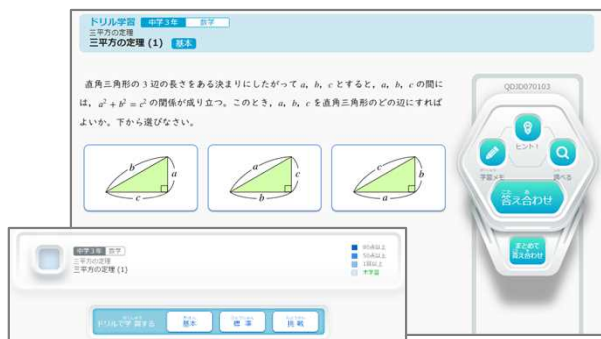 ドリル学習 中学3年 数学
三平方の定理
三平方の定理 (1) 基本
直角三角形の3辺の長さをある決まりにしたがって a, b, c とすると, a, b, c の間に
は, a² + b² = c² の関係が成り立つ。このとき, a, b, c を直角三角形のどの辺にすれば
よいか。下から選びなさい。
b a c
c a b
c b a
QDJD070103
ヒント！
学習メモ 調べる
答え合わせ
まとめて
答え合わせ
中学3年 数学
三平方の定理
三平方の定理 (1)
80点以上
50点以上
1回以上
未学習
ドリルで学習する 基本 標準 挑戦